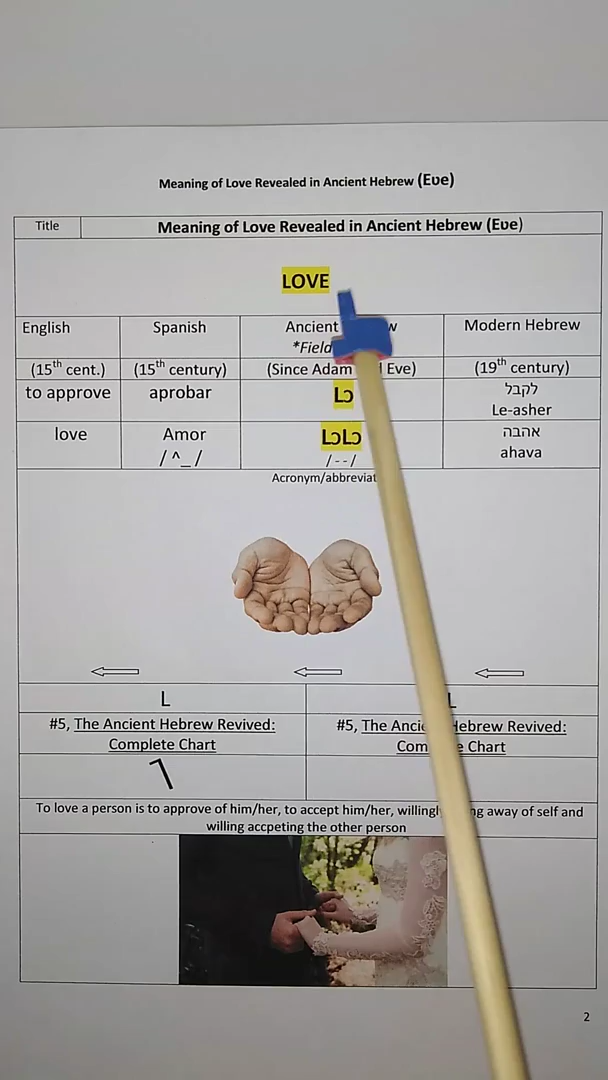 Meaning of Love Revealed in Ancient Hebrew (Eʋe)
Title
Meaning of Love Revealed in Ancient Hebrew (Eʋe)
LOVE
English
Spanish
Ancient
*Field
Modern Hebrew
(15th cent.)
(15th century)
(Since Adam Eve)
(19th century)
to approve
aprobar
Lɔ
לקבל
Le-asher
love
Amor
/ ^_ /
LɔLɔ
/ -- /
אהבה
ahava
Acronym/abbreviat
L
L
#5, The Ancient Hebrew Revived:
Complete Chart
#5, The Hebrew Revived:
Chart
To love a person is to approve of him/her, to accept him/her, away of self and
willing accpeting the other person
2